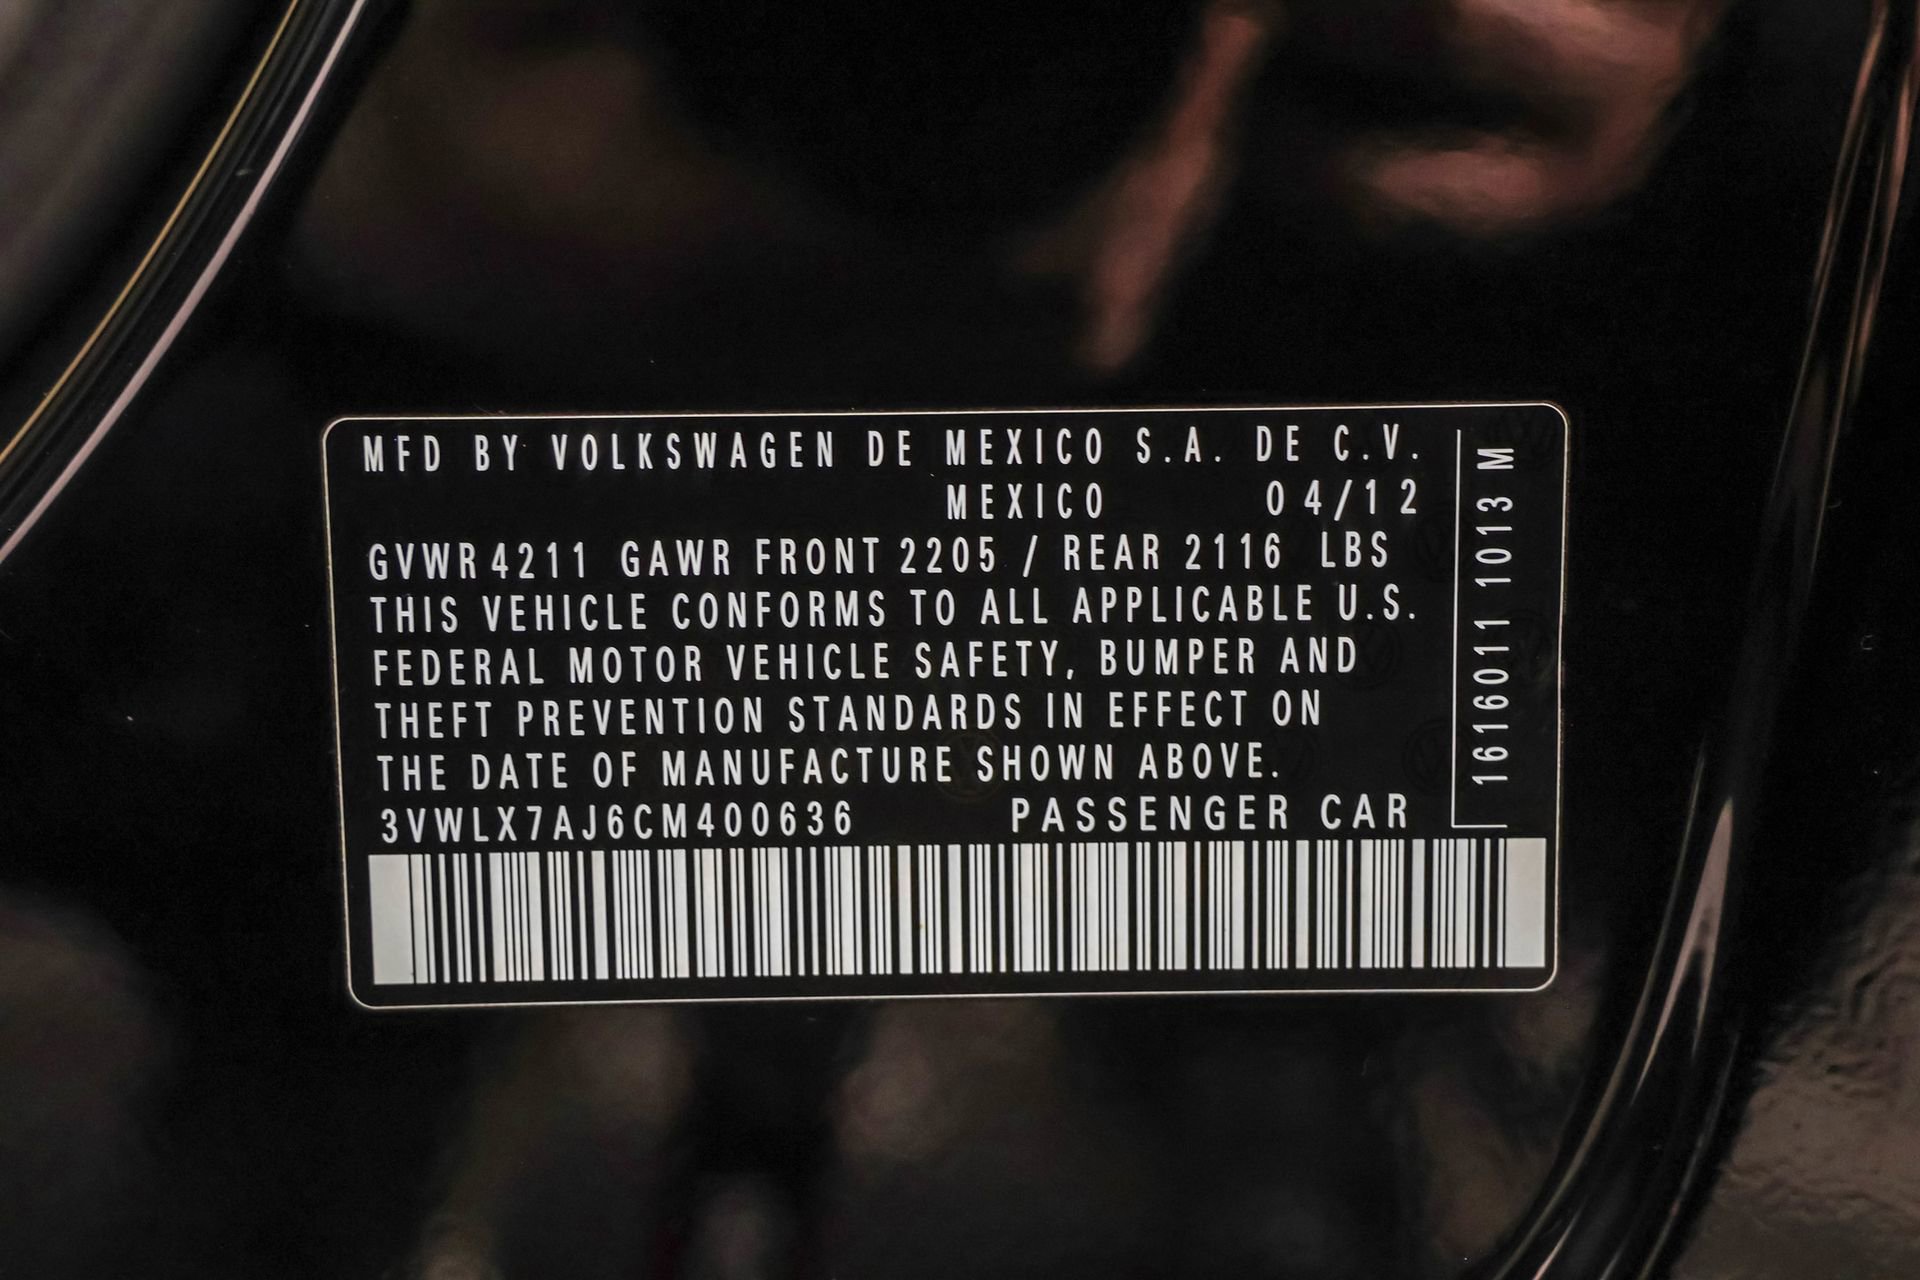 MFD BY VOLKSWAGEN DE MEXICO S.A. DE C.V.
MEXICO 04/12
GVWR 4211 GAWR FRONT 2205 / REAR 2116 LBS
THIS VEHICLE CONFORMS TO ALL APPLICABLE U.S.
FEDERAL MOTOR VEHICLE SAFETY, BUMPER AND
THEFT PREVENTION STANDARDS IN EFFECT ON
THE DATE OF MANUFACTURE SHOWN ABOVE.
3VWLX7AJ6CM400636 PASSENGER CAR
1616011 1013 M